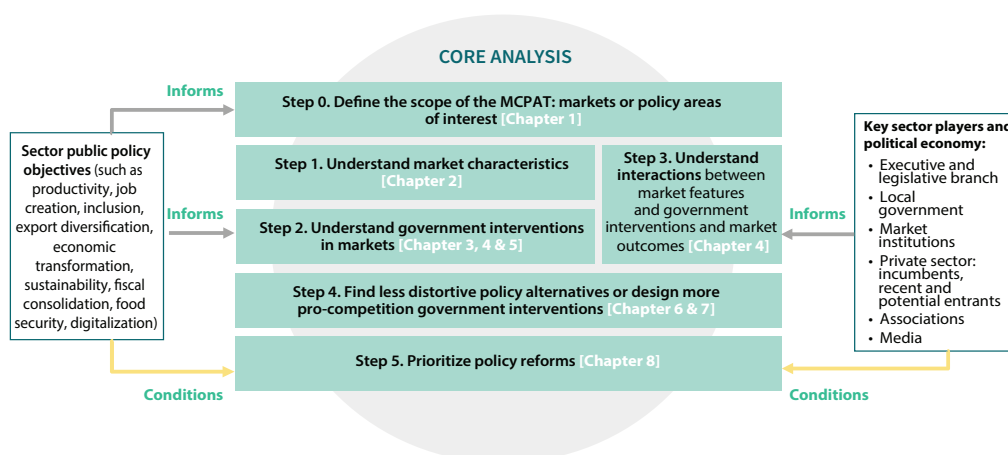 CORE ANALYSIS
Informs
Step 0. Define the scope of the MCPAT: markets or policy areas
of interest [Chapter 1]
Sector public policy
objectives (such as
productivity, job
creation, inclusion,
export diversification,
economic
transformation,
sustainability, fiscal
consolidation, food
security, digitalization)
Informs
Conditions
Step 1. Understand market characteristics
[Chapter 2]
Step 2. Understand government interventions
in markets [Chapter 3, 4 & 5]
Step 3. Understand
interactions between
market features
and government
interventions and market
outcomes [Chapter 4]
Step 4. Find less distortive policy alternatives or design more
pro-competition government interventions [Chapter 6 & 7]
Step 5. Prioritize policy reforms [Chapter 8]
Informs
Conditions
Key sector players and
political economy:
• Executive and
legislative branch
• Local
government
• Market
institutions
• Private sector:
incumbents,
recent and
potential entrants
• Associations
• Media